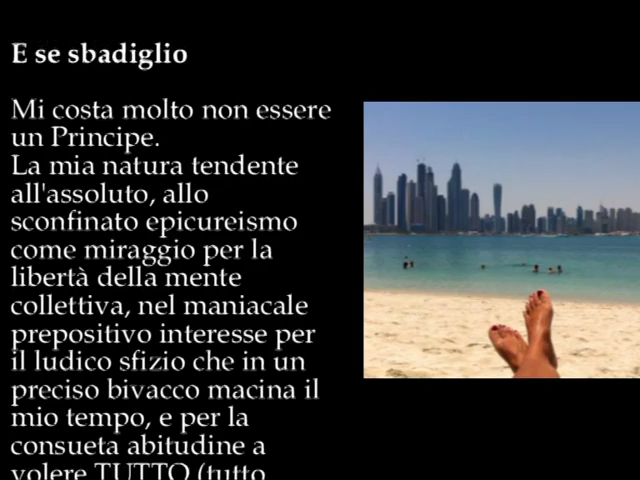 E se sbadiglio
Mi costa molto non essere
un Principe.
La mia natura tendente
all'assoluto, allo
sconfinato epicureismo
come miraggio per la
libertà della mente
collettiva, nel maniacale
prepositivo interesse per
il ludico sfizio che in un
preciso bivacco macina il
mio tempo, e per la
consueta abitudine a
volere TUTTO (tutto